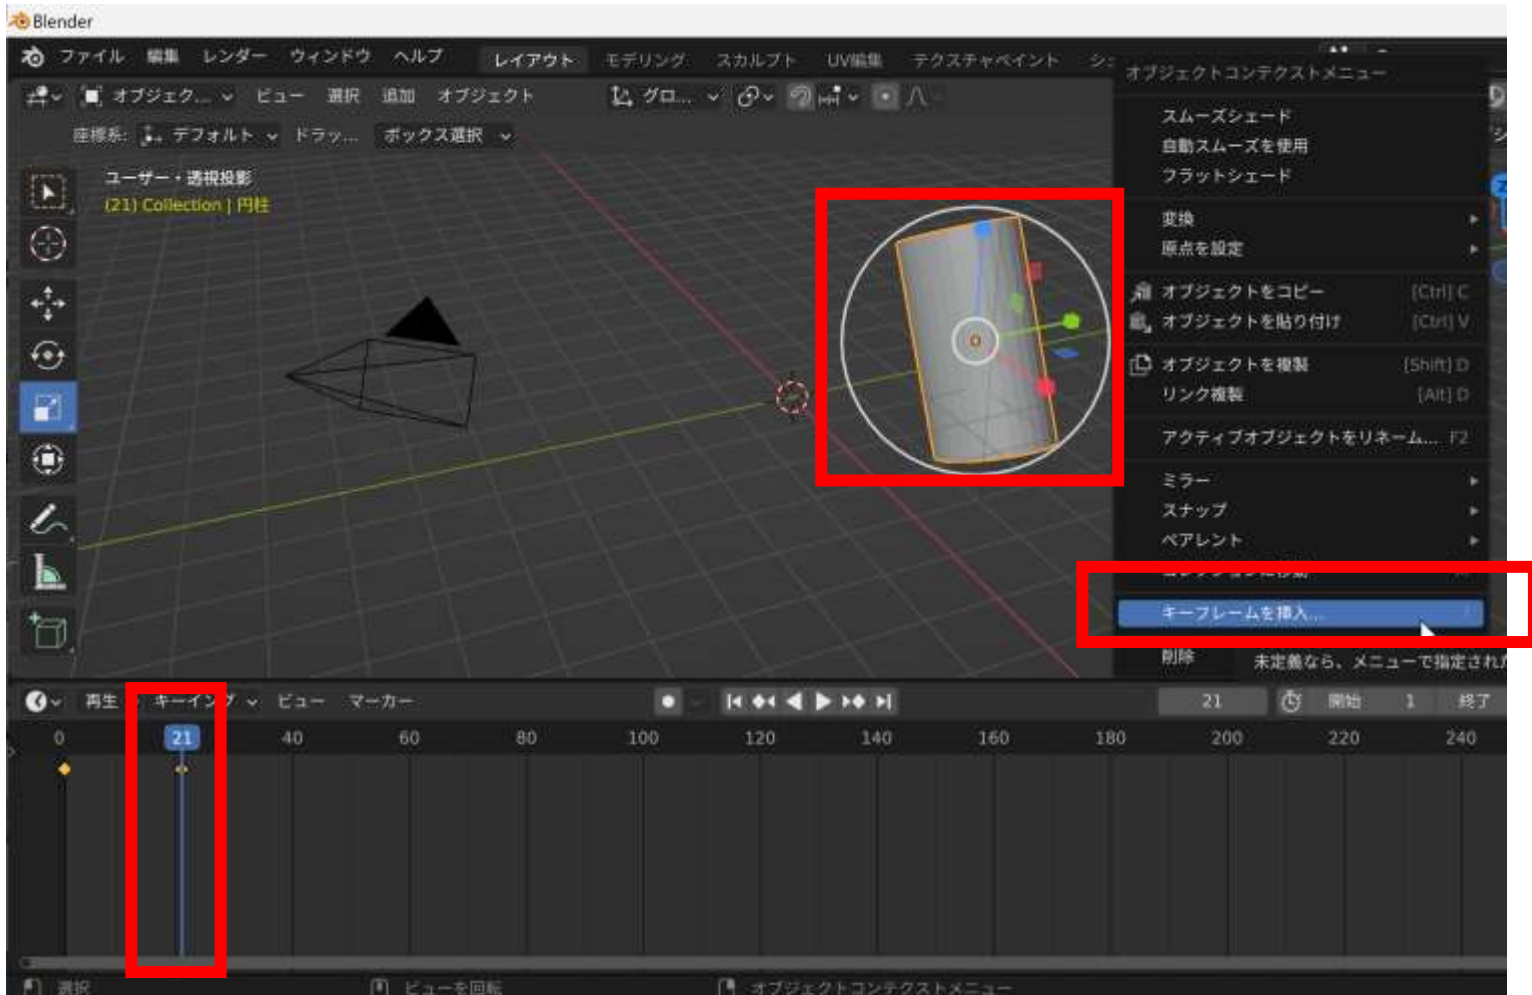 Blender
ファイル 編集 レンダー ウィンドウ ヘルプ レイアウト モデリング スカルプト UV編集 テクスチャペイント シ
オブジェク... ビュー 選択 追加 オブジェクト グロ...
座標系: デフォルト ドラッ... ボックス選択
ユーザー・透視投影
(21) Collection | 円柱
オブジェクトコンテクストメニュー
スムーズシェード
自動スムーズを使用
フラットシェード
変換
原点を設定
オブジェクトをコピー [Ctrl] C
オブジェクトを貼り付け [Ctrl] V
オブジェクトを複製 [Shift] D
リンク複製 [Alt] D
アクティブオブジェクトをリネーム... F2
ミラー
スナップ
ペアレント
キーフレームを挿入...
削除
未定義なら、メニューで指定された
再生 キーイング ビュー マーカー 21 開始 1 終了
0 21 40 60 80 100 120 140 160 180 200 220 240
選択 ビューを回転 オブジェクトコンテクストメニュー